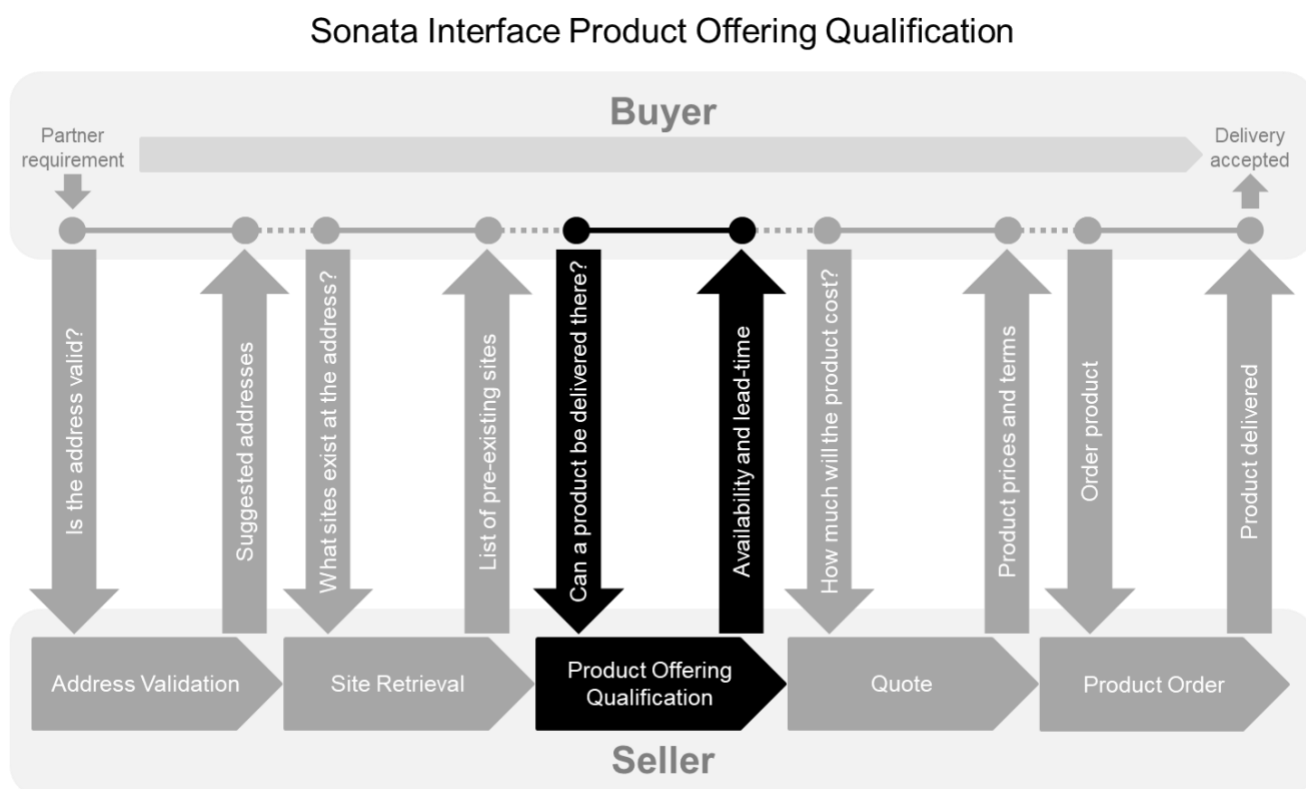 Sonata Interface Product Offering Qualification
Buyer
Partner
requirement
Delivery
accepted
Is the address valid?
Suggested addresses
What sites exist at the address?
List of pre-existing sites
Can a product be delivered there?
Availability and lead-time
How much will the product cost?
Product prices and terms
Order product
Product delivered
Address Validation
Site Retrieval
Product Offering
Qualification
Quote
Product Order
Seller